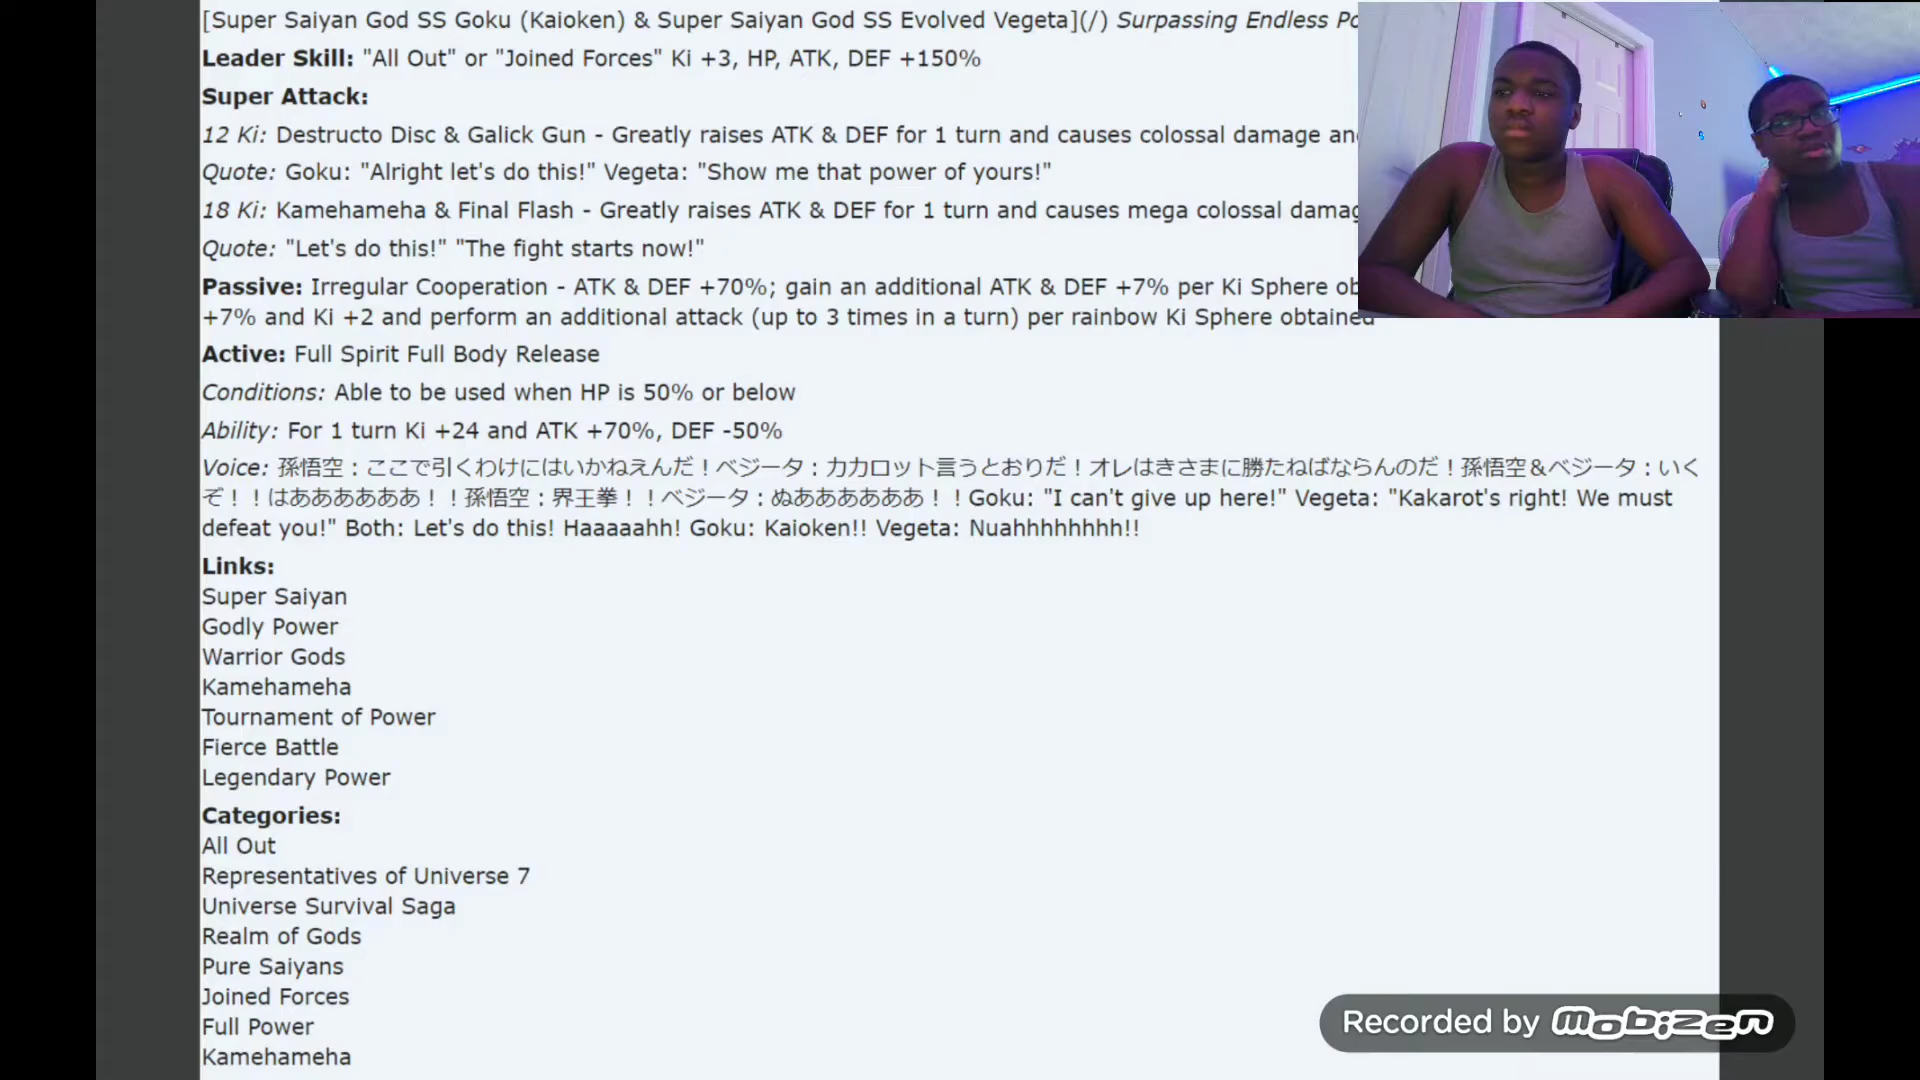 [Super Saiyan God SS Goku (Kaioken) & Super Saiyan God SS Evolved Vegeta](/) Surpassing Endless
Leader Skill: "All Out" or "Joined Forces" Ki +3, HP, ATK, DEF +150%
Super Attack:
12 Ki: Destructo Disc & Galick Gun - Greatly raises ATK & DEF for 1 turn and causes colossal damage
Quote: Goku: "Alright let's do this!" Vegeta: "Show me that power of yours!"
18 Ki: Kamehameha & Final Flash - Greatly raises ATK & DEF for 1 turn and causes mega colossal
Quote: "Let's do this!" "The fight starts now!"
Passive: Irregular Cooperation - ATK & DEF +70%; gain an additional ATK & DEF +7% per Ki Sphere
+7% and Ki +2 and perform an additional attack (up to 3 times in a turn) per rainbow Ki Sphere obtained
Active: Full Spirit Full Body Release
Conditions: Able to be used when HP is 50% or below
Ability: For 1 turn Ki +24 and ATK +70%, DEF -50%
Voice: 孫悟空：ここで引くわけにはいかねえんだ！ベジータ：カカロット言うとおりだ！オレはきさまに勝たねばならんのだ！孫悟空＆ベジータ：いく
ぞ！！はああああああ！！孫悟空：界王拳！！ベジータ：ぬああああああ！！Goku: "I can't give up here!" Vegeta: "Kakarot's right! We must
defeat you!" Both: Let's do this! Haaaaahh! Goku: Kaioken!! Vegeta: Nuahhhhhhhh!!
Links:
Super Saiyan
Godly Power
Warrior Gods
Kamehameha
Tournament of Power
Fierce Battle
Legendary Power
Categories:
All Out
Representatives of Universe 7
Universe Survival Saga
Realm of Gods
Pure Saiyans
Joined Forces
Full Power
Kamehameha
Recorded by Mobizen